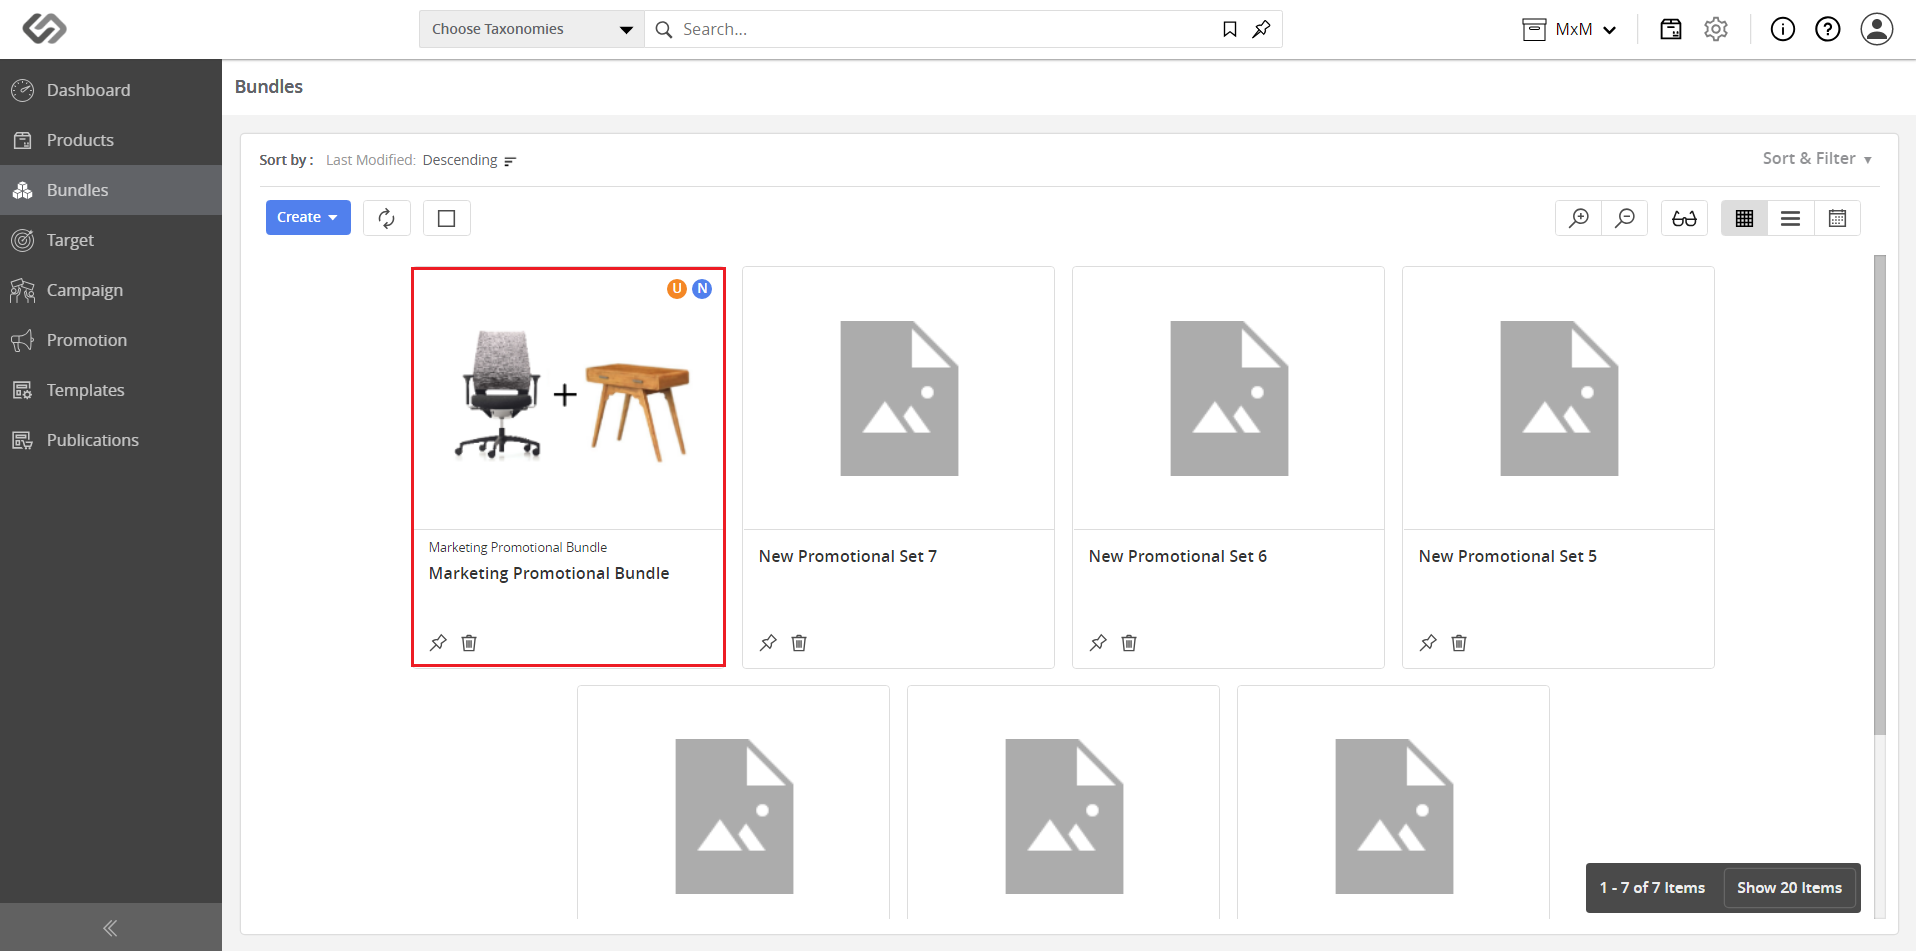 Choose Taxonomies
Search...
MxM
Dashboard
Products
Bundles
Target
Campaign
Promotion
Templates
Publications
Bundles
Sort by : Last Modified: Descending
Sort & Filter
Create
U N
Marketing Promotional Bundle
Marketing Promotional Bundle
New Promotional Set 7
New Promotional Set 6
New Promotional Set 5
1 - 7 of 7 Items
Show 20 Items